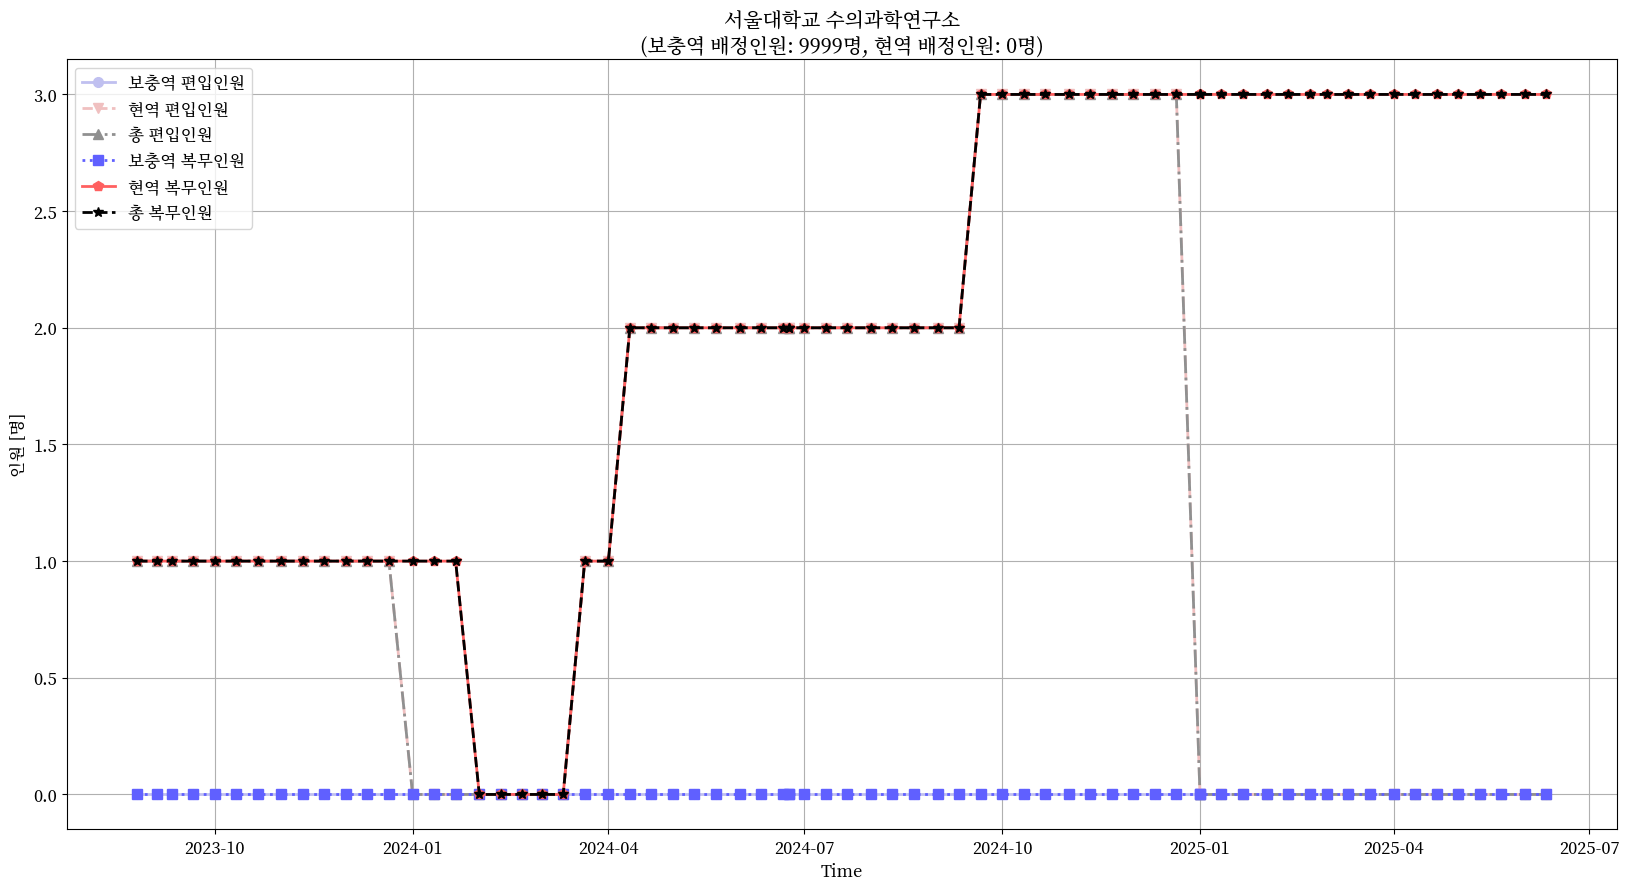 서울대학교 수의과학연구소
(보충역 배정인원: 9999명, 현역 배정인원: 0명)
보충역 편입인원
현역 편입인원
총 편입인원
보충역 복무인원
현역 복무인원
총 복무인원
3.0
2.5
2.0
1.5
1.0
0.5
0.0
인원 [명]
2023-10
2024-01
2024-04
2024-07
2024-10
2025-01
2025-04
2025-07
Time